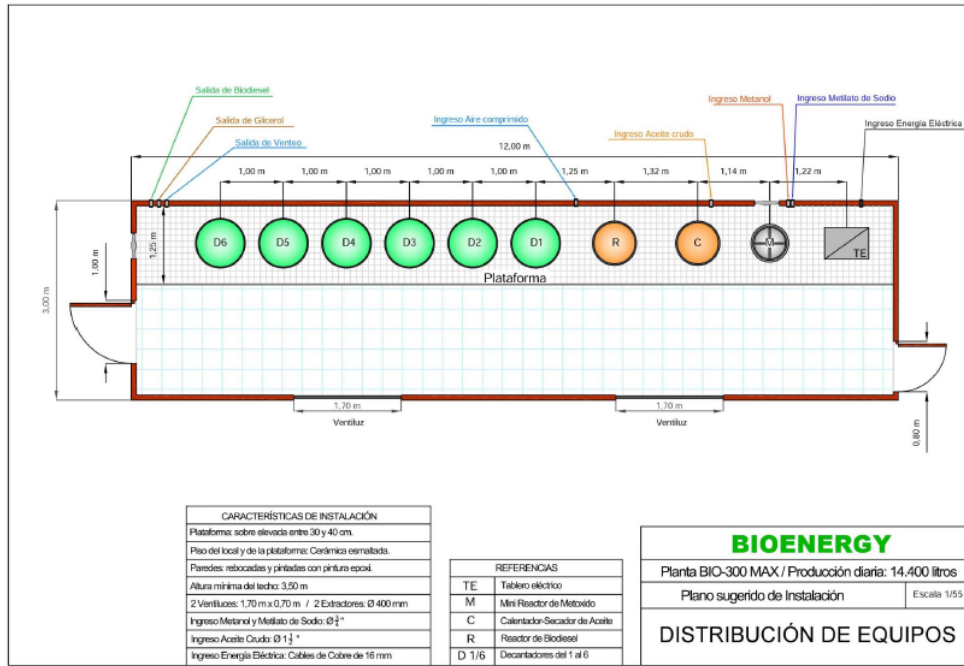 Salida de Biodiesel
Salida de Glicerol
Salida de Venteo
Ingreso Aire comprimido
Ingreso Aceite crudo
Ingreso Metanol
Ingreso Metilato de Sodio
Ingreso Energía Eléctrica
12,00 m
1,00 m
1,00 m
1,00 m
1,00 m
1,00 m
1,25 m
1,32 m
1,14 m
1,22 m
3,00 m
1,00 m
1,25 m
D6
D5
D4
D3
D2
D1
R
C
M
TE
Plataforma
1,70 m
Ventiluz
1,70 m
Ventiluz
0,80 m
CARACTERÍSTICAS DE INSTALACIÓN
Plataforma: sobre elevada entre 30 y 40 cm.
Piso del local y de la plataforma: Cerámica esmaltada.
Paredes: rebocadas y pintadas con pintura epoxi.
Altura mínima del techo: 3,50 m
2 Ventiluces: 1,70 m x 0,70 m / 2 Extractores: Ø 400 mm
Ingreso Metanol y Metilato de Sodio: Ø ¾ "
Ingreso Aceite Crudo: Ø 1 ½ "
Ingreso Energía Eléctrica: Cables de Cobre de 16 mm
REFERENCIAS
TE Tablero eléctrico
M Mini Reactor de Metoxido
C Calentador-Secador de Aceite
R Reactor de Biodiesel
D 1/6 Decantadores del 1 al 6
BIOENERGY
Planta BIO-300 MAX / Producción diaria: 14.400 litros
Plano sugerido de Instalación Escala 1/55
DISTRIBUCIÓN DE EQUIPOS